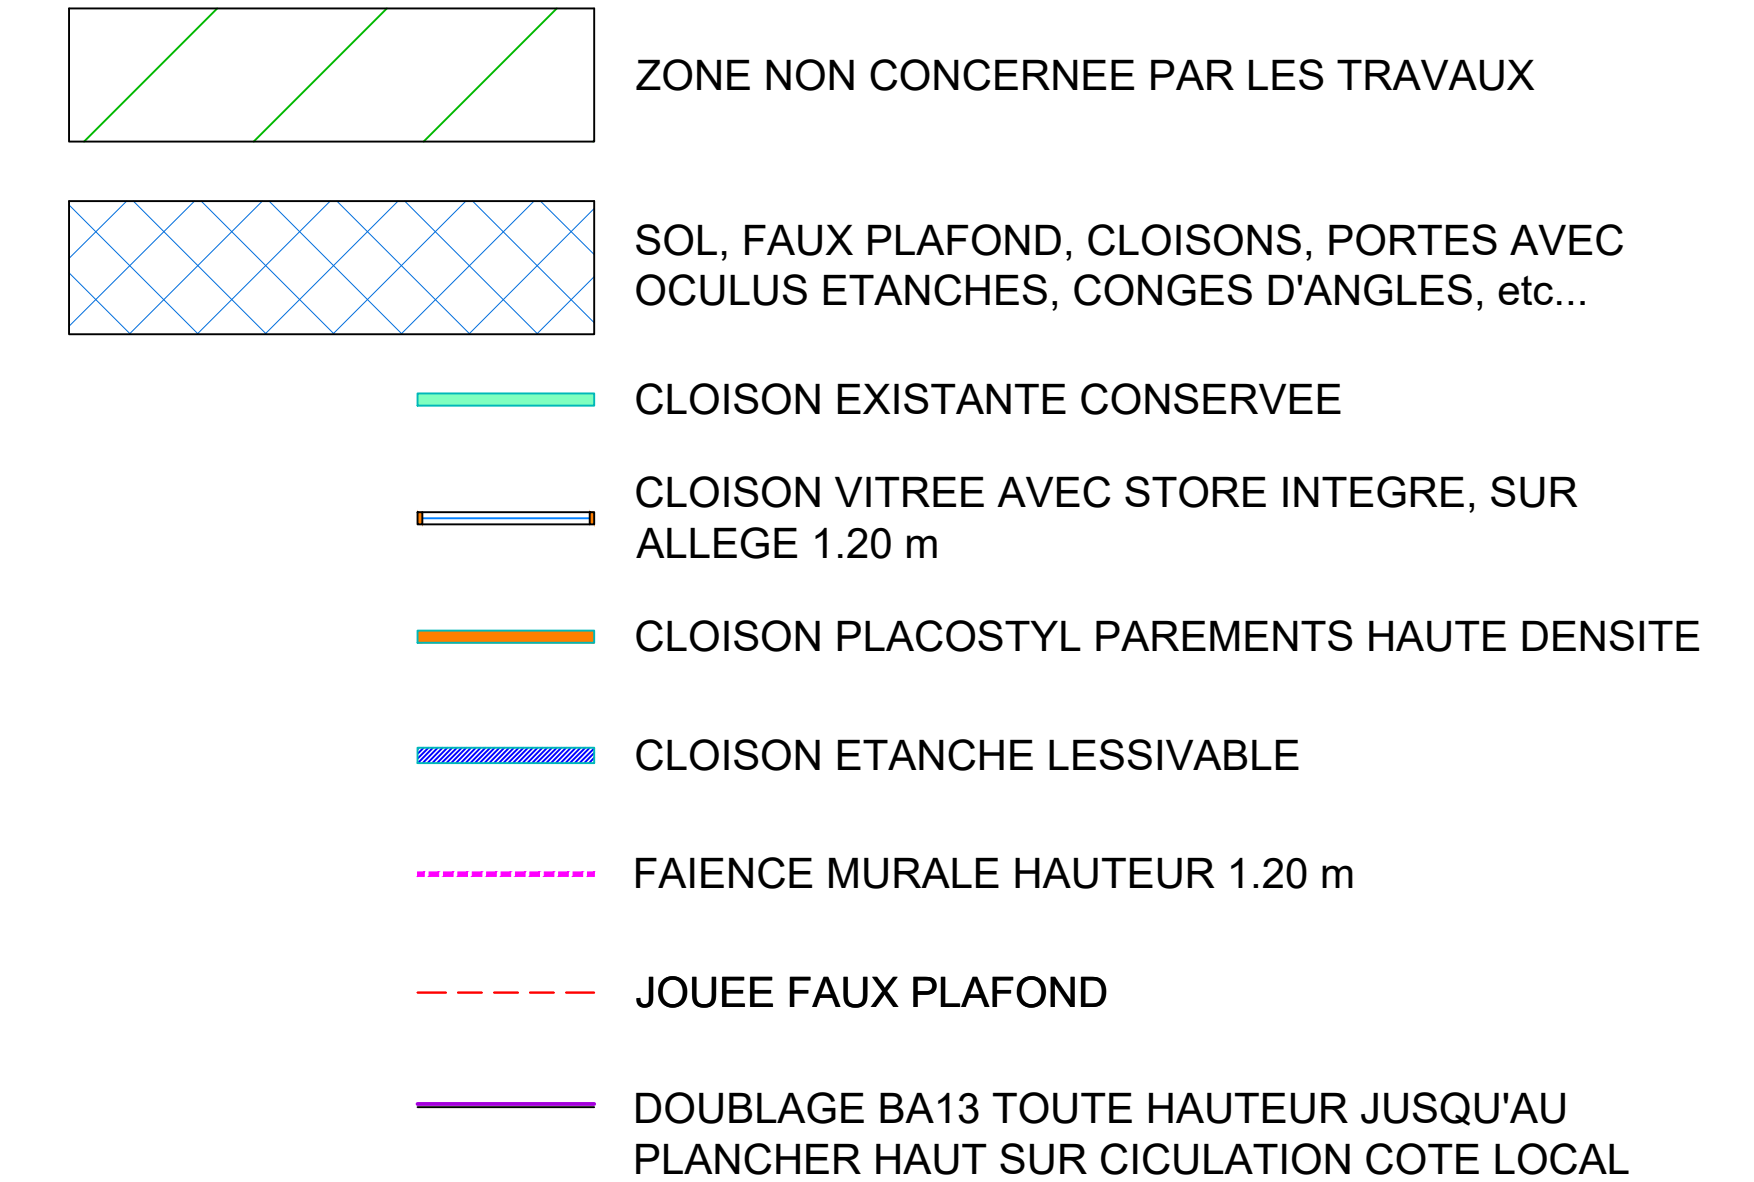 ZONE NON CONCERNEE PAR LES TRAVAUX
SOL, FAUX PLAFOND, CLOISONS, PORTES AVEC
OCULUS ETANCHES, CONGES D'ANGLES, etc...
CLOISON EXISTANTE CONSERVEE
CLOISON VITREE AVEC STORE INTEGRE, SUR
ALLEGE 1.20 m
CLOISON PLACOSTYL PAREMENTS HAUTE DENSITE
CLOISON ETANCHE LESSIVABLE
FAIENCE MURALE HAUTEUR 1.20 m
JOUEE FAUX PLAFOND
DOUBLAGE BA13 TOUTE HAUTEUR JUSQU'AU
PLANCHER HAUT SUR CICULATION COTE LOCAL